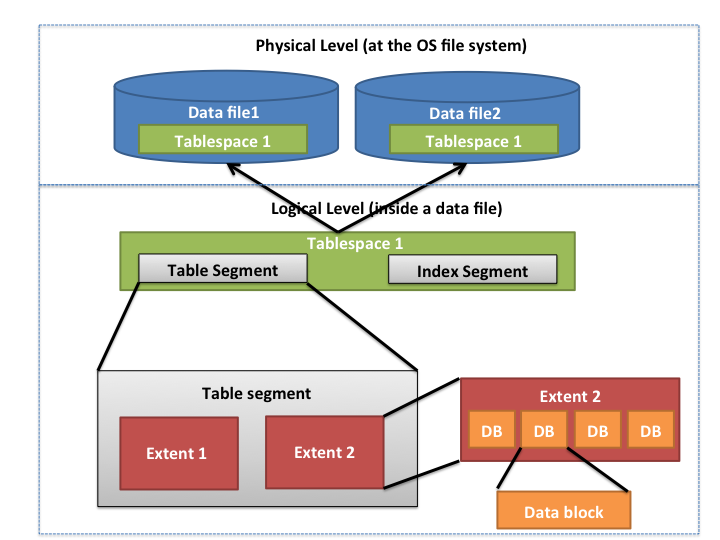 Physical Level (at the OS file system)
Data file1
Data file2
Tablespace 1
Tablespace 1
Logical Level (inside a data file)
Tablespace 1
Table Segment
Index Segment
Table segment
Extent 1
Extent 2
Extent 2
DB
DB
DB
DB
Data block